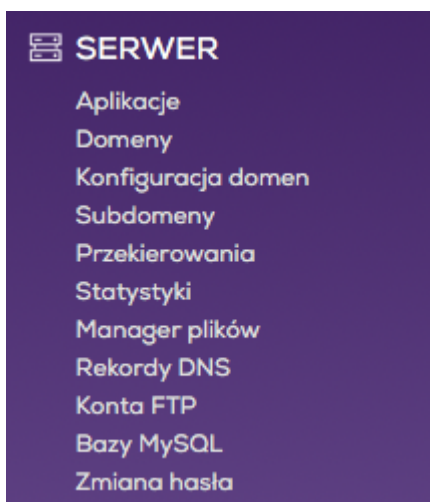 SERWER
Aplikacje
Domeny
Konfiguracja domen
Subdomeny
Przekierowania
Statystyki
Manager plików
Rekordy DNS
Konta FTP
Bazy MySQL
Zmiana hasła